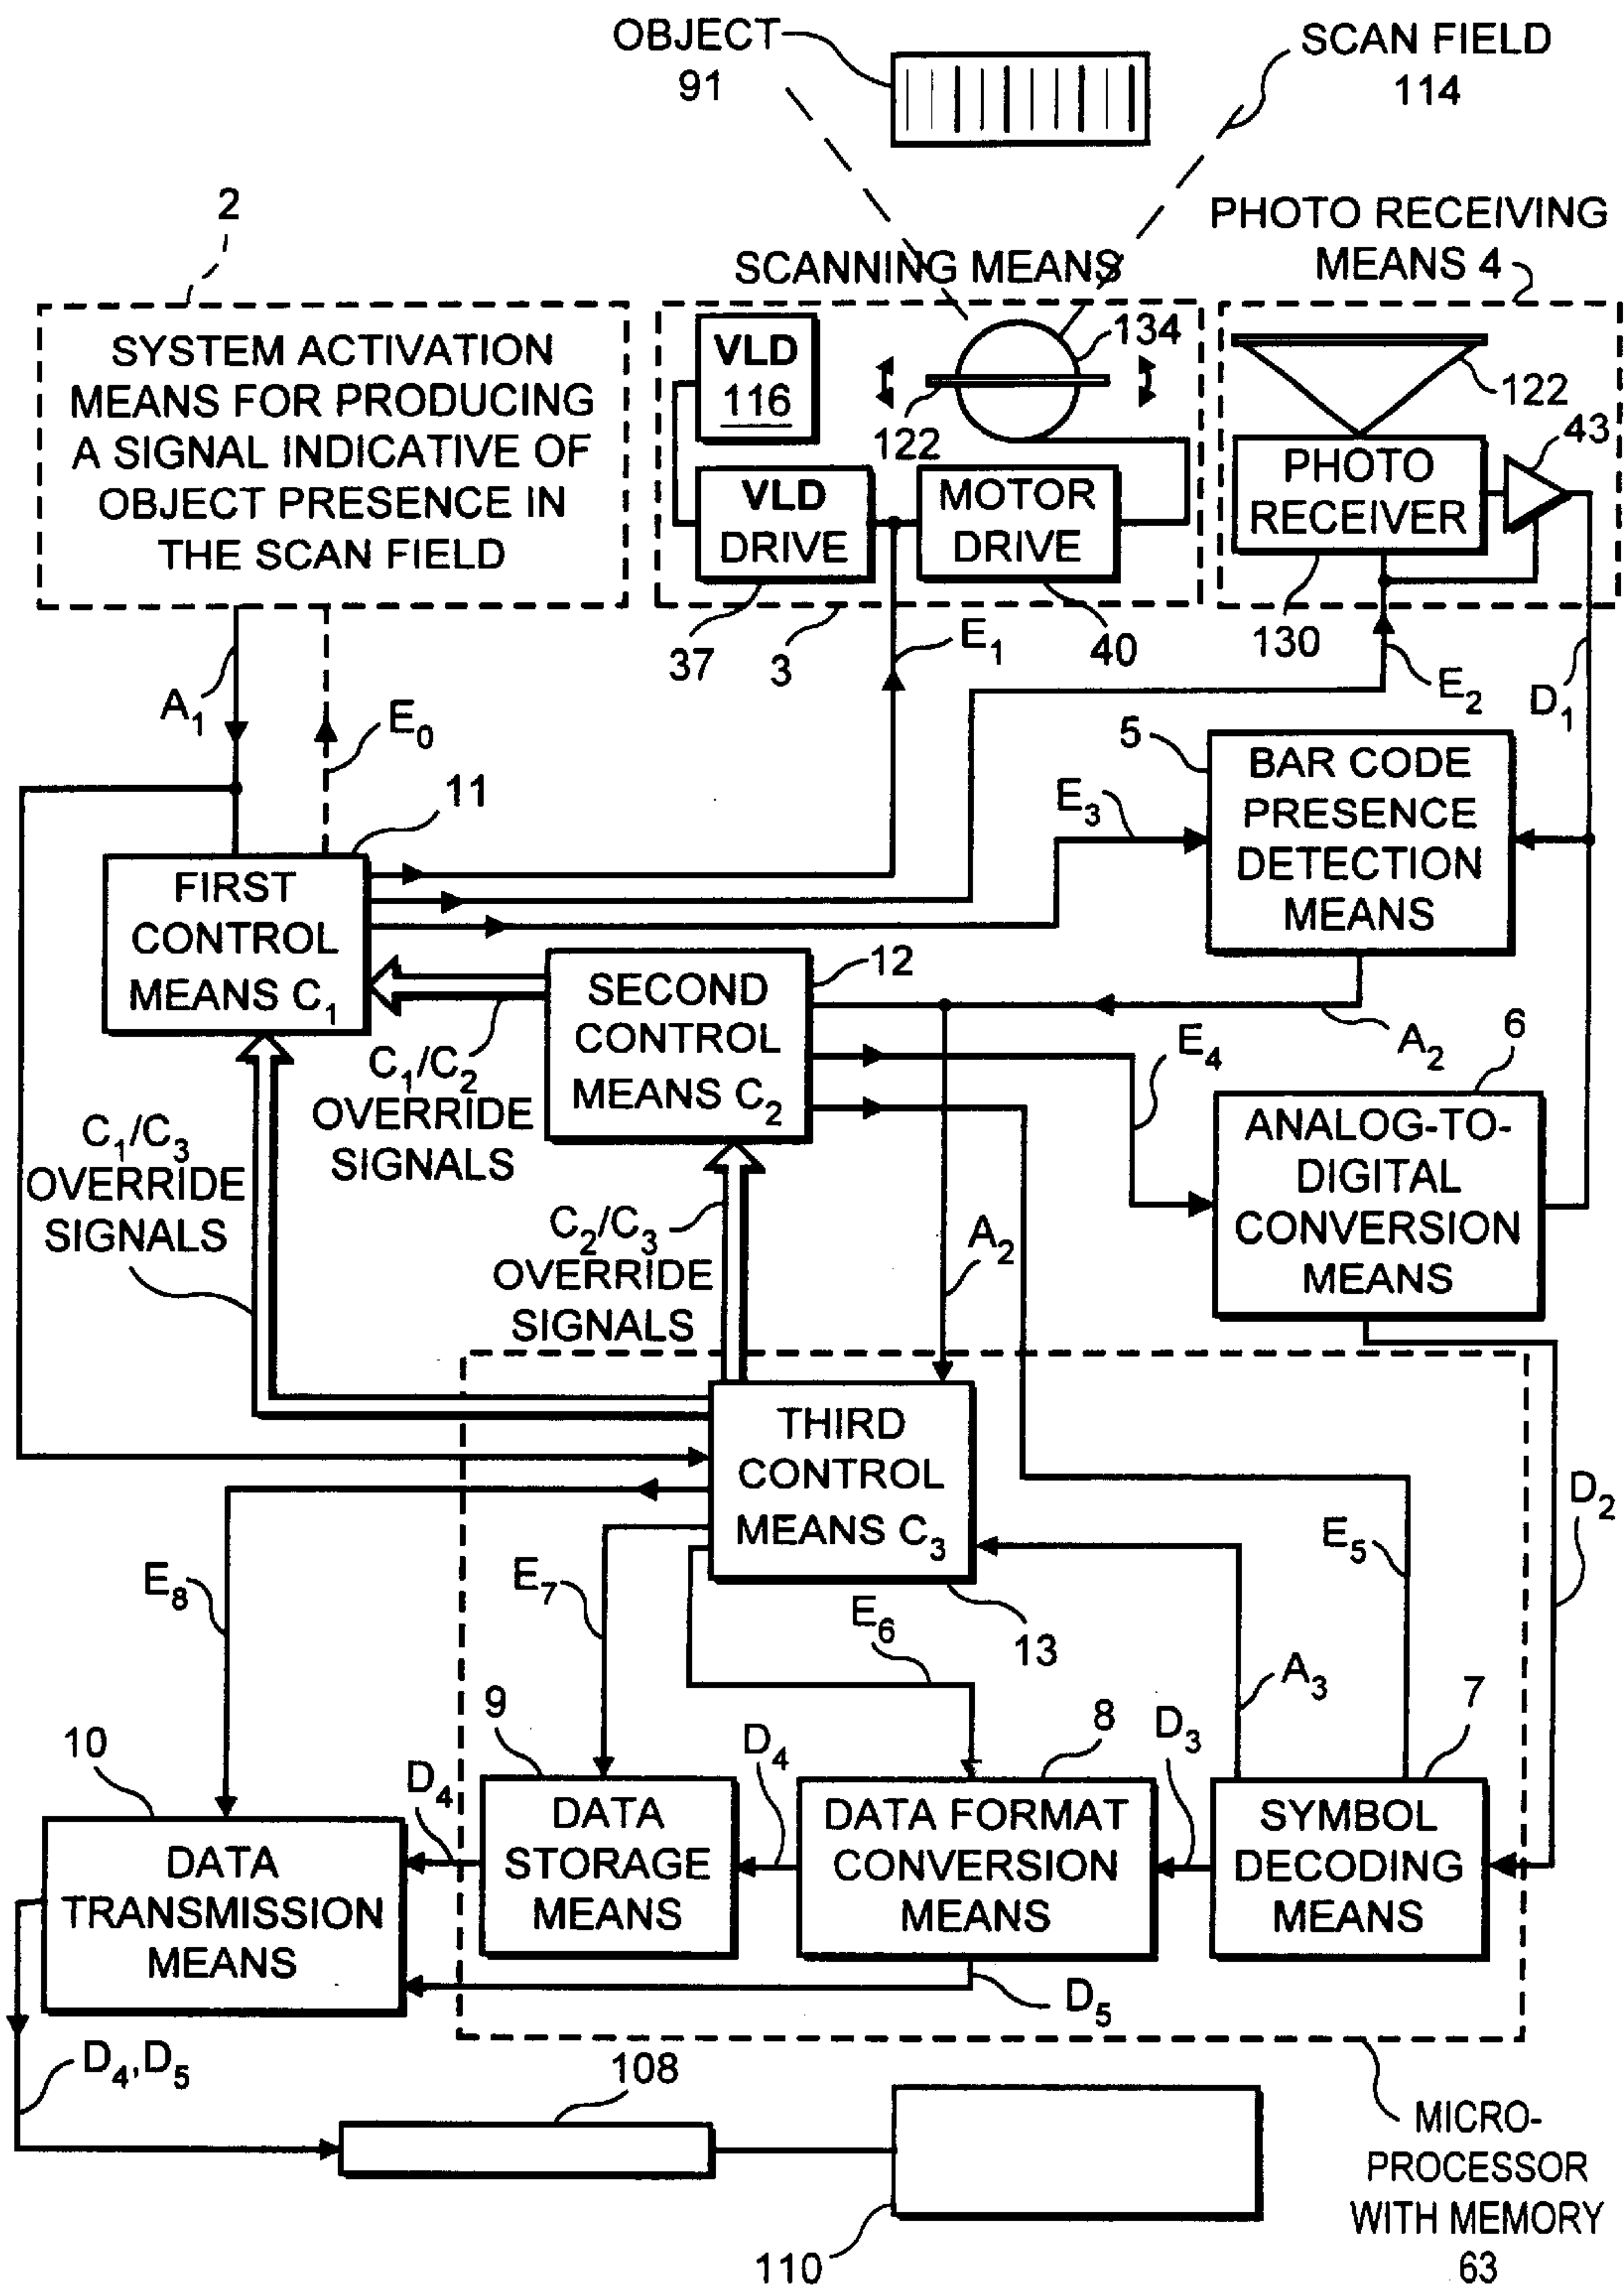 OBJECT
91
SCAN FIELD
114
2
PHOTO RECEIVING
MEANS 4
SCANNING MEANS
SYSTEM ACTIVATION
MEANS FOR PRODUCING
A SIGNAL INDICATIVE OF
OBJECT PRESENCE IN
THE SCAN FIELD
VLD
116
134
122
VLD
DRIVE
MOTOR
DRIVE
122
43
PHOTO
RECEIVER
37
3
E1
40
130
E2
D1
A1
E0
11
5
BAR CODE
PRESENCE
DETECTION
MEANS
E3
FIRST
CONTROL
MEANS C1
12
SECOND
CONTROL
MEANS C2
A2
6
E4
C1/C2
OVERRIDE
SIGNALS
ANALOG-TO-
DIGITAL
CONVERSION
MEANS
C1/C3
OVERRIDE
SIGNALS
C2/C3
OVERRIDE
SIGNALS
A2
THIRD
CONTROL
MEANS C3
D2
E5
E8
E7
E6
13
A3
7
9
8
D3
10
D4
D4
DATA
STORAGE
MEANS
DATA FORMAT
CONVERSION
MEANS
SYMBOL
DECODING
MEANS
DATA
TRANSMISSION
MEANS
D5
D4,D5
108
MICRO-
PROCESSOR
WITH MEMORY
63
110